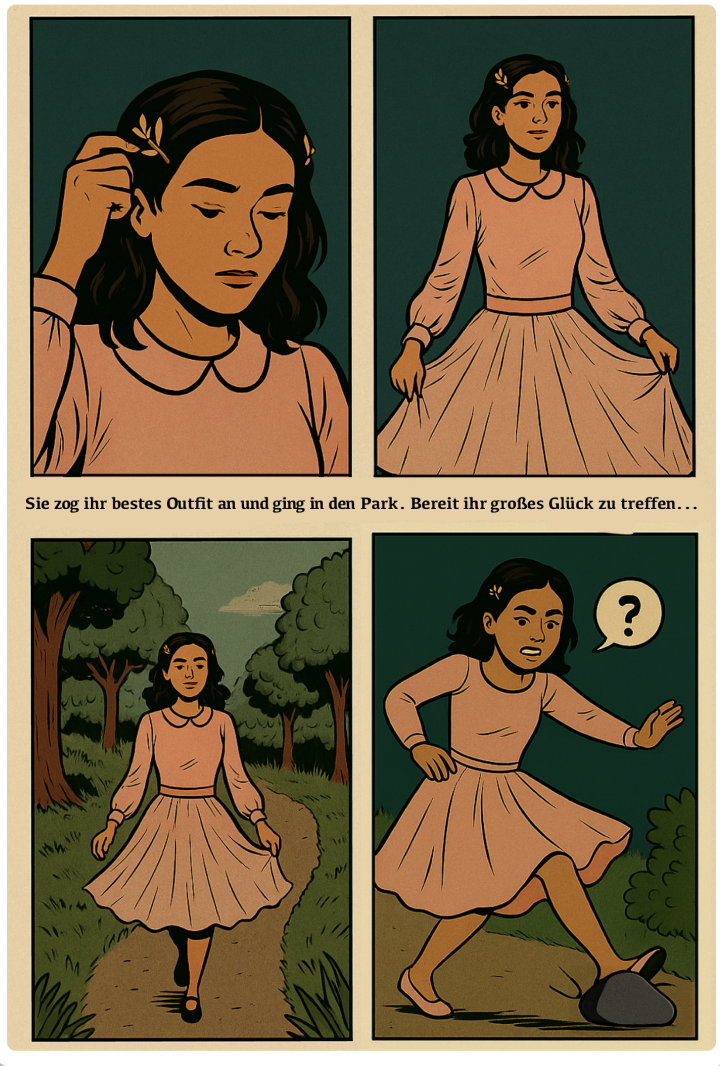 Sie zog ihr bestes Outfit an und ging in den Park. Bereit ihr großes Glück zu treffen...
?